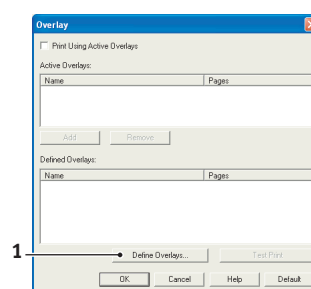 Overlay
Print Using Active Overlays
Active Overlays:
Name Pages
Add Remove
Defined Overlays:
Name Pages
1 Define Overlays... Test Print
OK Cancel Help Default